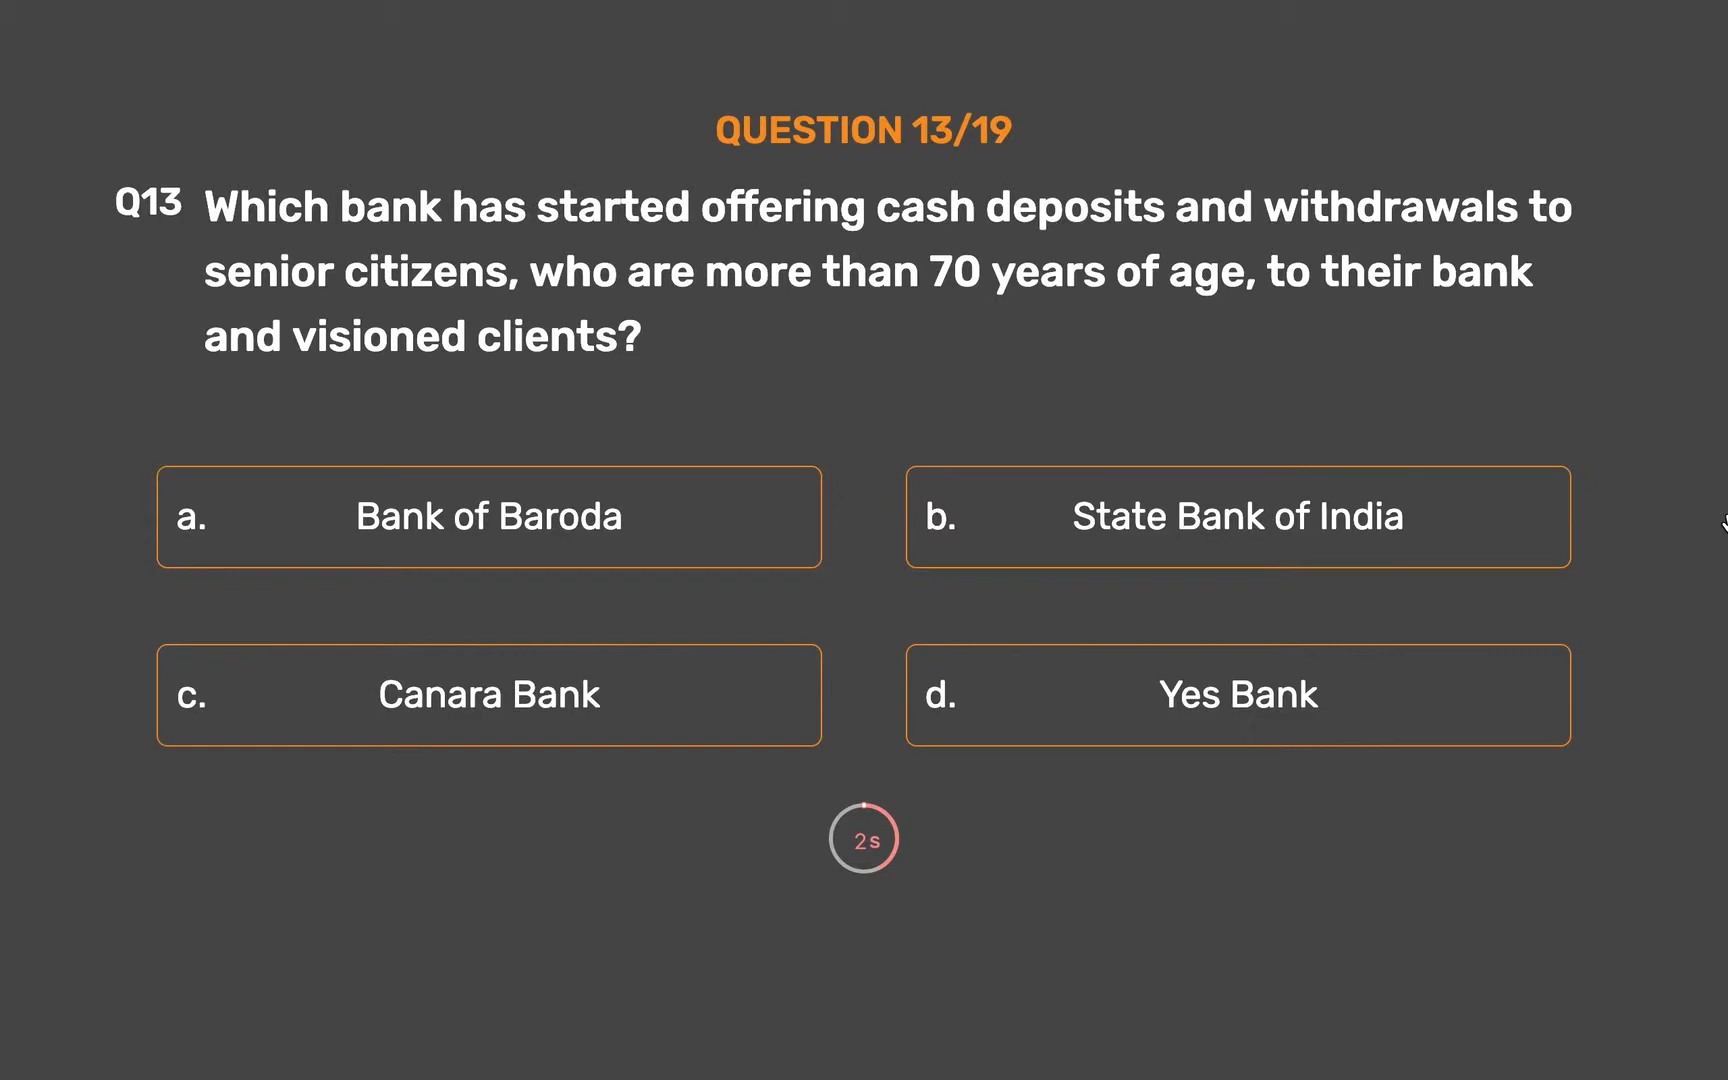 QUESTION 13/19
Q13 Which bank has started offering cash deposits and withdrawals to
senior citizens, who are more than 70 years of age, to their bank
and visioned clients?
a. Bank of Baroda
b. State Bank of India
c. Canara Bank
d. Yes Bank
2s